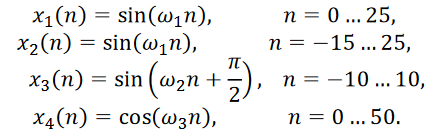 x₁(n) = sin(ω₁n), n = 0 … 25,
x₂(n) = sin(ω₁n), n = −15 … 25,
x₃(n) = sin(ω₂n + π/2), n = −10 … 10,
x₄(n) = cos(ω₃n), n = 0 … 50.